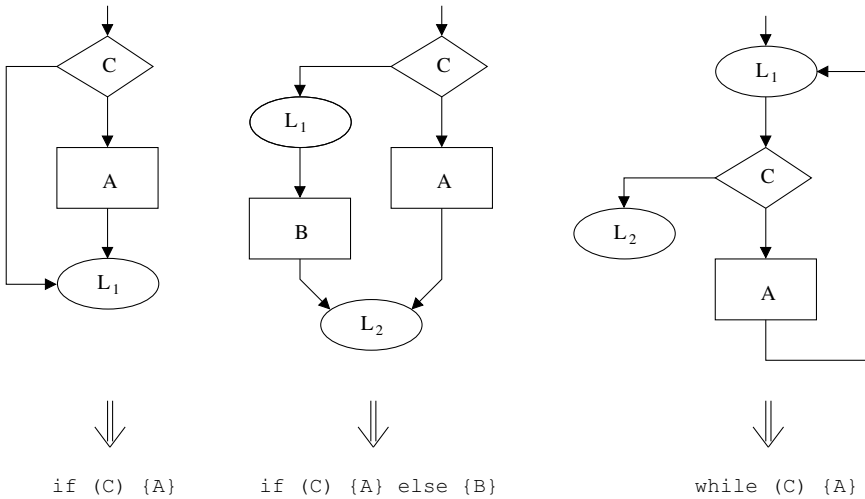 C
A
L₁
if (C) {A}
C
L₁
A
B
L₂
if (C) {A} else {B}
L₁
C
L₂
A
while (C) {A}